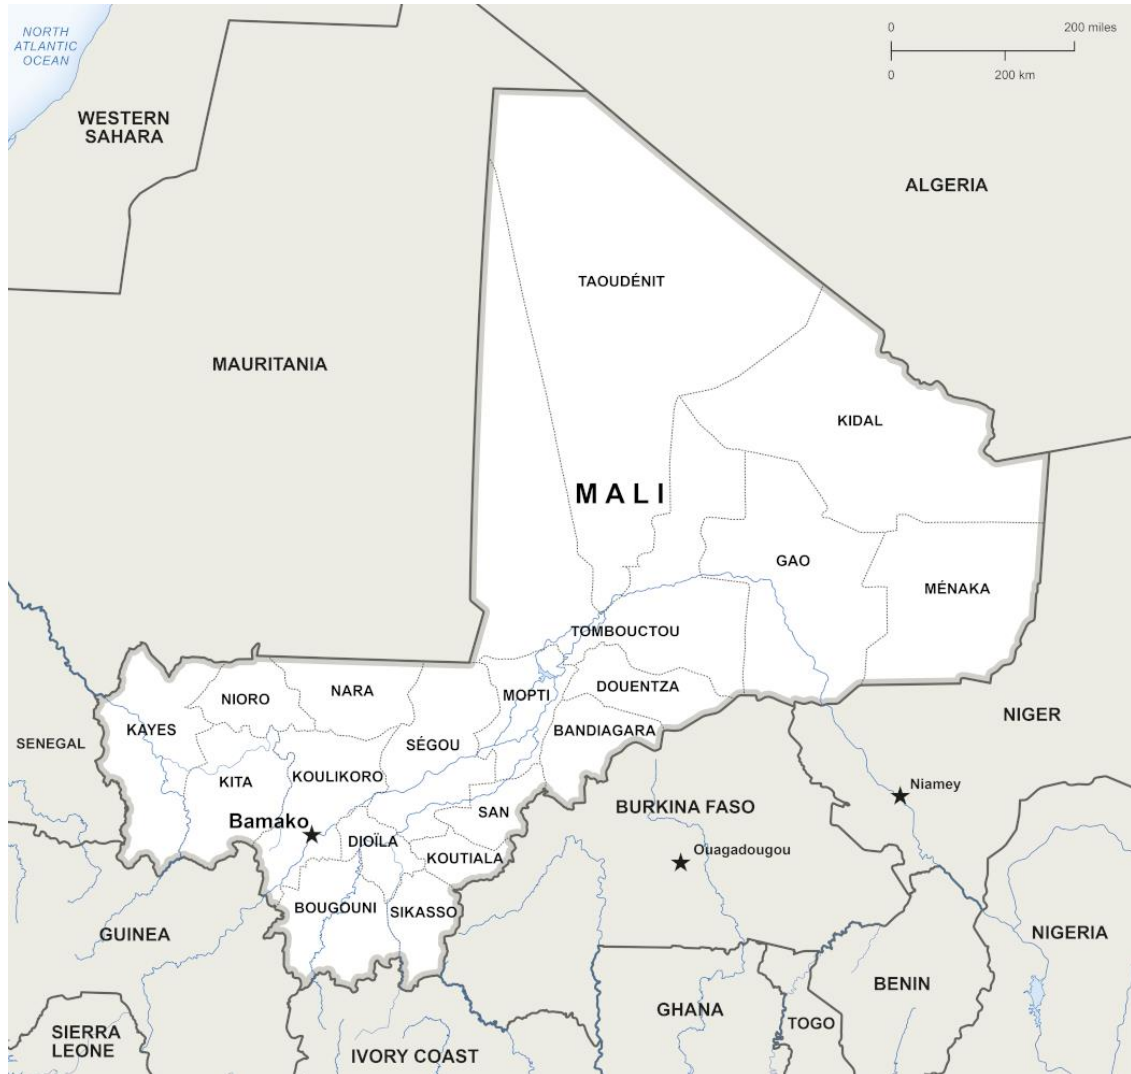 NORTH
ATLANTIC
OCEAN
0
200 miles
0
200 km
WESTERN
SAHARA
ALGERIA
TAOUDÉNIT
MAURITANIA
KIDAL
MALI
GAO
MÉNAKA
TOMBOUCTOU
DOUENTZA
MOPTI
NARA
NIORO
KAYES
BANDIAGARA
SÉGOU
NIGER
SENEGAL
KITA
KOULIKORO
Niamey
SAN
BURKINA FASO
Bamako
DIOÏLA
KOUTIALA
Ouagadougou
BOUGOUNI
SIKASSO
GUINEA
NIGERIA
BENIN
GHANA
TOGO
SIERRA
LEONE
IVORY COAST